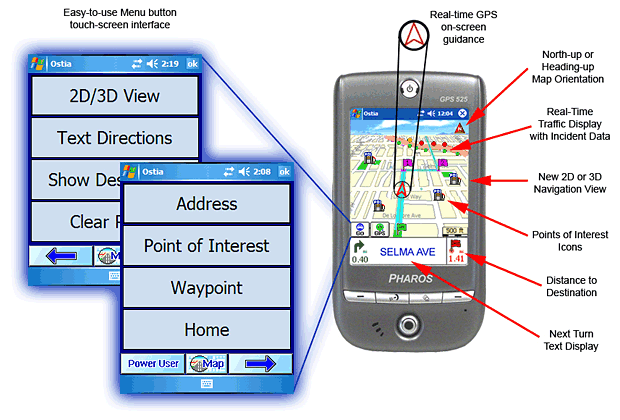 Easy-to-use Menu button
touch-screen interface
Real-time GPS
on-screen
guidance
Ostia
2:19
ok
2D/3D View
Text Directions
Show Des
Clear
Ostia
2:08
ok
Address
Point of Interest
Waypoint
Home
Power User
Map
GPS 525
Ostia
12:04
Way
GO
GPS
500 ft
0.40
SELMA AVE
1.41
PHAROS
North-up or
Heading-up
Map Orientation
Real-Time
Traffic Display
with Incident Data
New 2D or 3D
Navigation View
Points of Interest
Icons
Distance to
Destination
Next Turn
Text Display